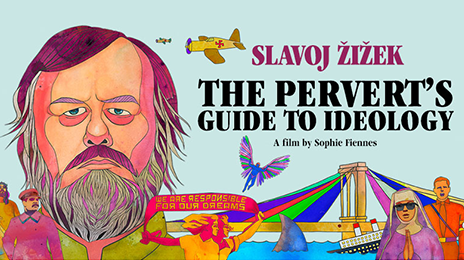 SLAVOJ ŽIŽEK
THE PERVERT'S
GUIDE TO IDEOLOGY
A film by Sophie Fiennes
WE ARE RESPONSIBLE
FOR OUR DREAMS